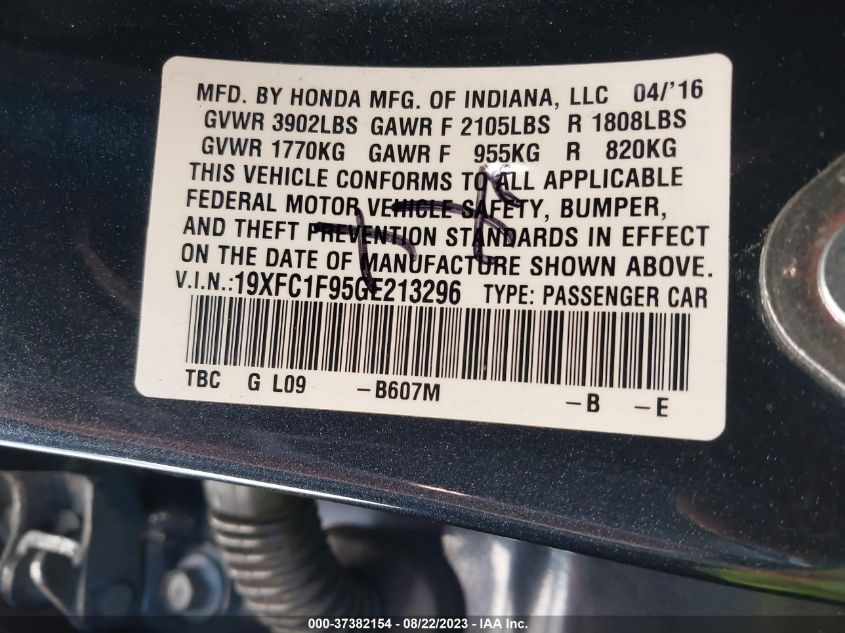 MFD. BY HONDA MFG. OF INDIANA, LLC 04/'16
GVWR 3902LBS GAWR F 2105LBS R 1808LBS
GVWR 1770KG GAWR F 955KG R 820KG
THIS VEHICLE CONFORMS TO ALL APPLICABLE
FEDERAL MOTOR VEHICLE SAFETY, BUMPER,
AND THEFT PREVENTION STANDARDS IN EFFECT
ON THE DATE OF MANUFACTURE SHOWN ABOVE.
V.I.N.:19XFC1F95GE213296 TYPE: PASSENGER CAR
TBC G L09 -B607M -B -E
000-37382154 - 08/22/2023 - IAA Inc.